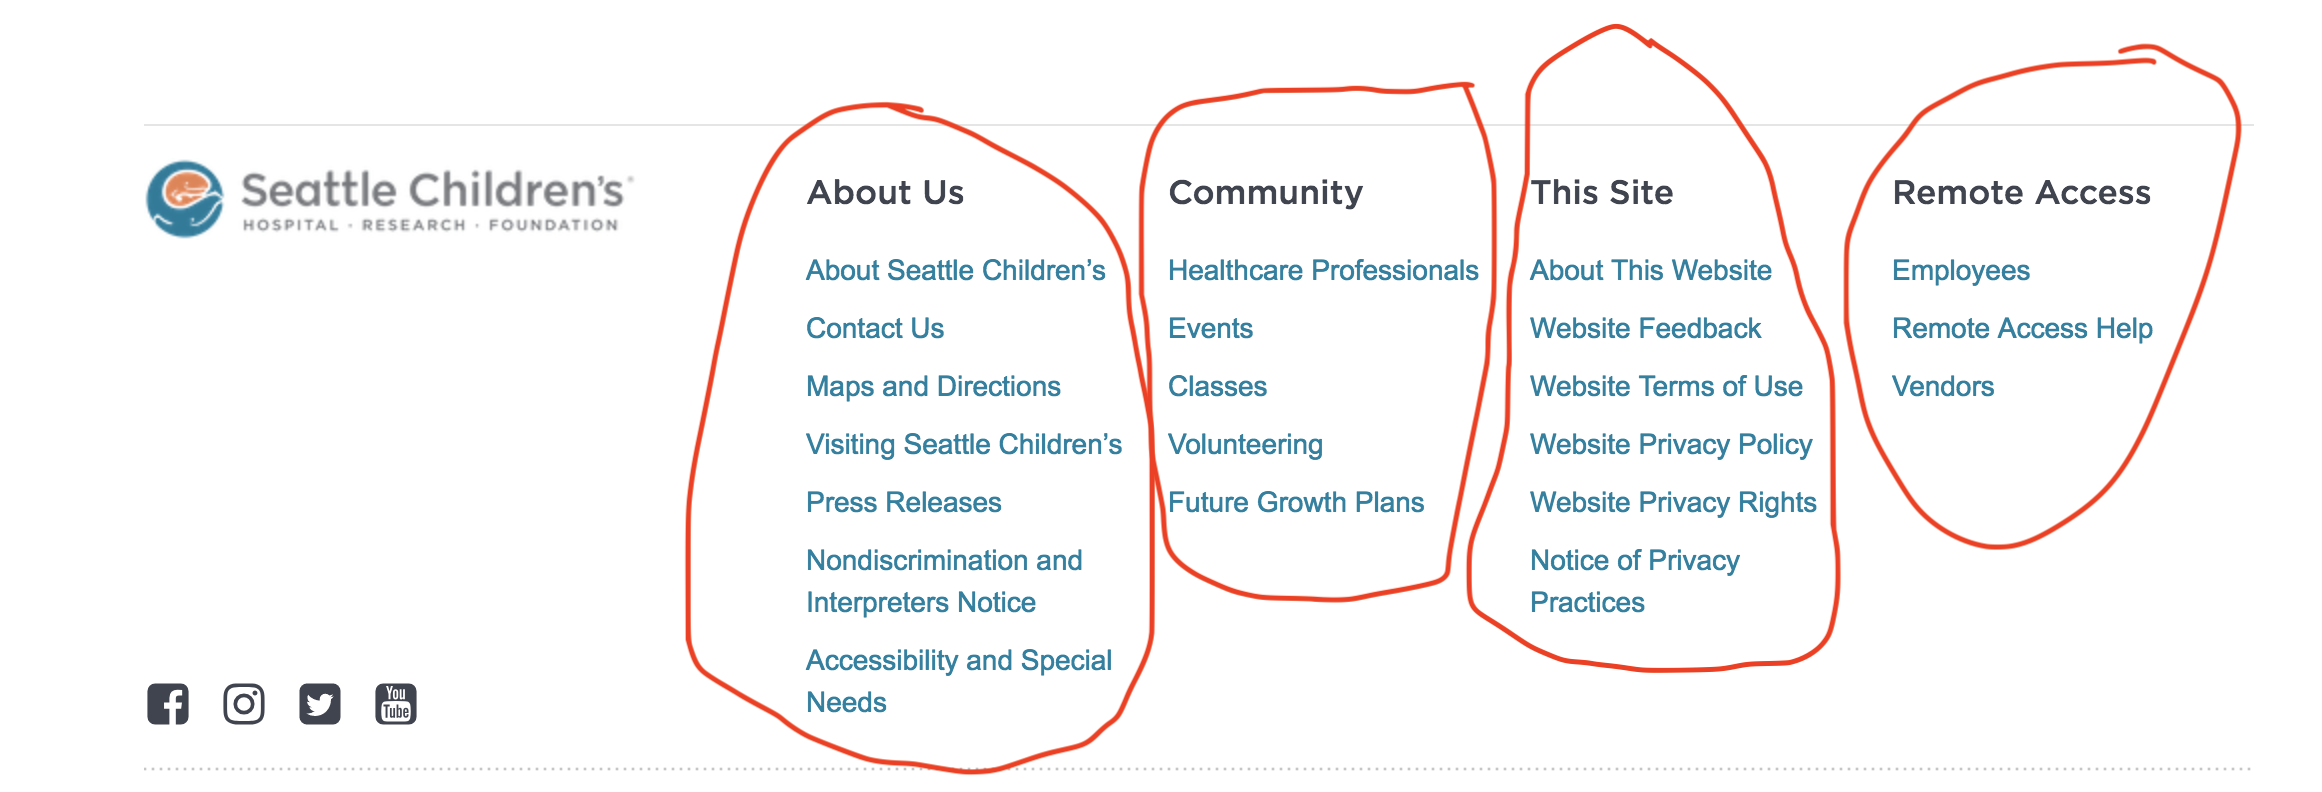 Seattle Children's®
HOSPITAL · RESEARCH · FOUNDATION
About Us
About Seattle Children’s
Contact Us
Maps and Directions
Visiting Seattle Children’s
Press Releases
Nondiscrimination and
Interpreters Notice
Accessibility and Special
Needs
Community
Healthcare Professionals
Events
Classes
Volunteering
Future Growth Plans
This Site
About This Website
Website Feedback
Website Terms of Use
Website Privacy Policy
Website Privacy Rights
Notice of Privacy
Practices
Remote Access
Employees
Remote Access Help
Vendors
You
Tube